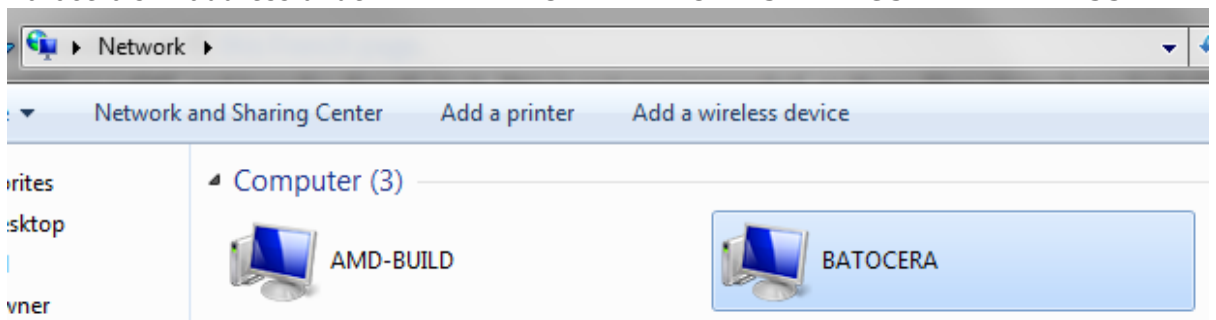 Network
Network and Sharing Center Add a printer Add a wireless device
Computer (3)
AMD-BUILD BATOCERA